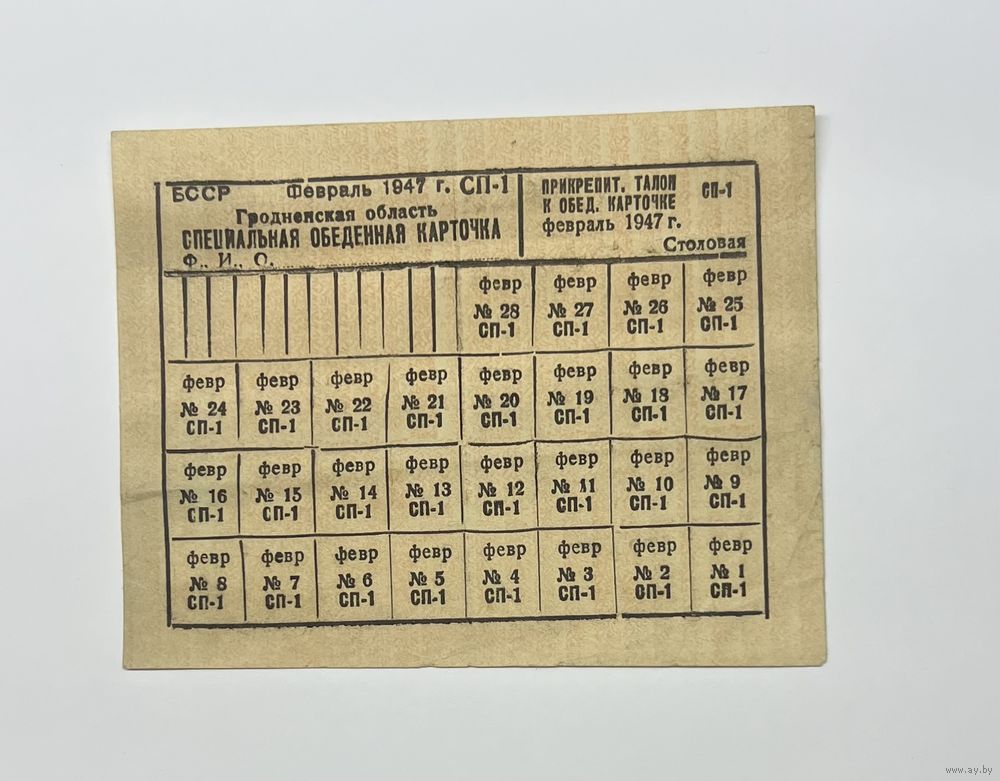 БССР Февраль 1947 г. СП-1
Гродненская область
СПЕЦИАЛЬНАЯ ОБЕДЕННАЯ КАРТОЧКА
Ф., И., О.
ПРИКРЕПИТ. ТАЛОН СП-1
К ОБЕД. КАРТОЧКЕ
февраль 1947 г.
Столовая
февр февр февр февр
№ 28 № 27 № 26 № 25
СП-1 СП-1 СП-1 СП-1
февр февр февр февр февр февр февр февр
№ 24 № 23 № 22 № 21 № 20 № 19 № 18 № 17
СП-1 СП-1 СП-1 СП-1 СП-1 СП-1 СП-1 СП-1
февр февр февр февр февр февр февр февр
№ 16 № 15 № 14 № 13 № 12 № 11 № 10 № 9
СП-1 СП-1 СП-1 СП-1 СП-1 СП-1 СП-1 СП-1
февр февр февр февр февр февр февр февр
№ 8 № 7 № 6 № 5 № 4 № 3 № 2 № 1
СП-1 СП-1 СП-1 СП-1 СП-1 СП-1 СП-1 СП-1
www.ay.by